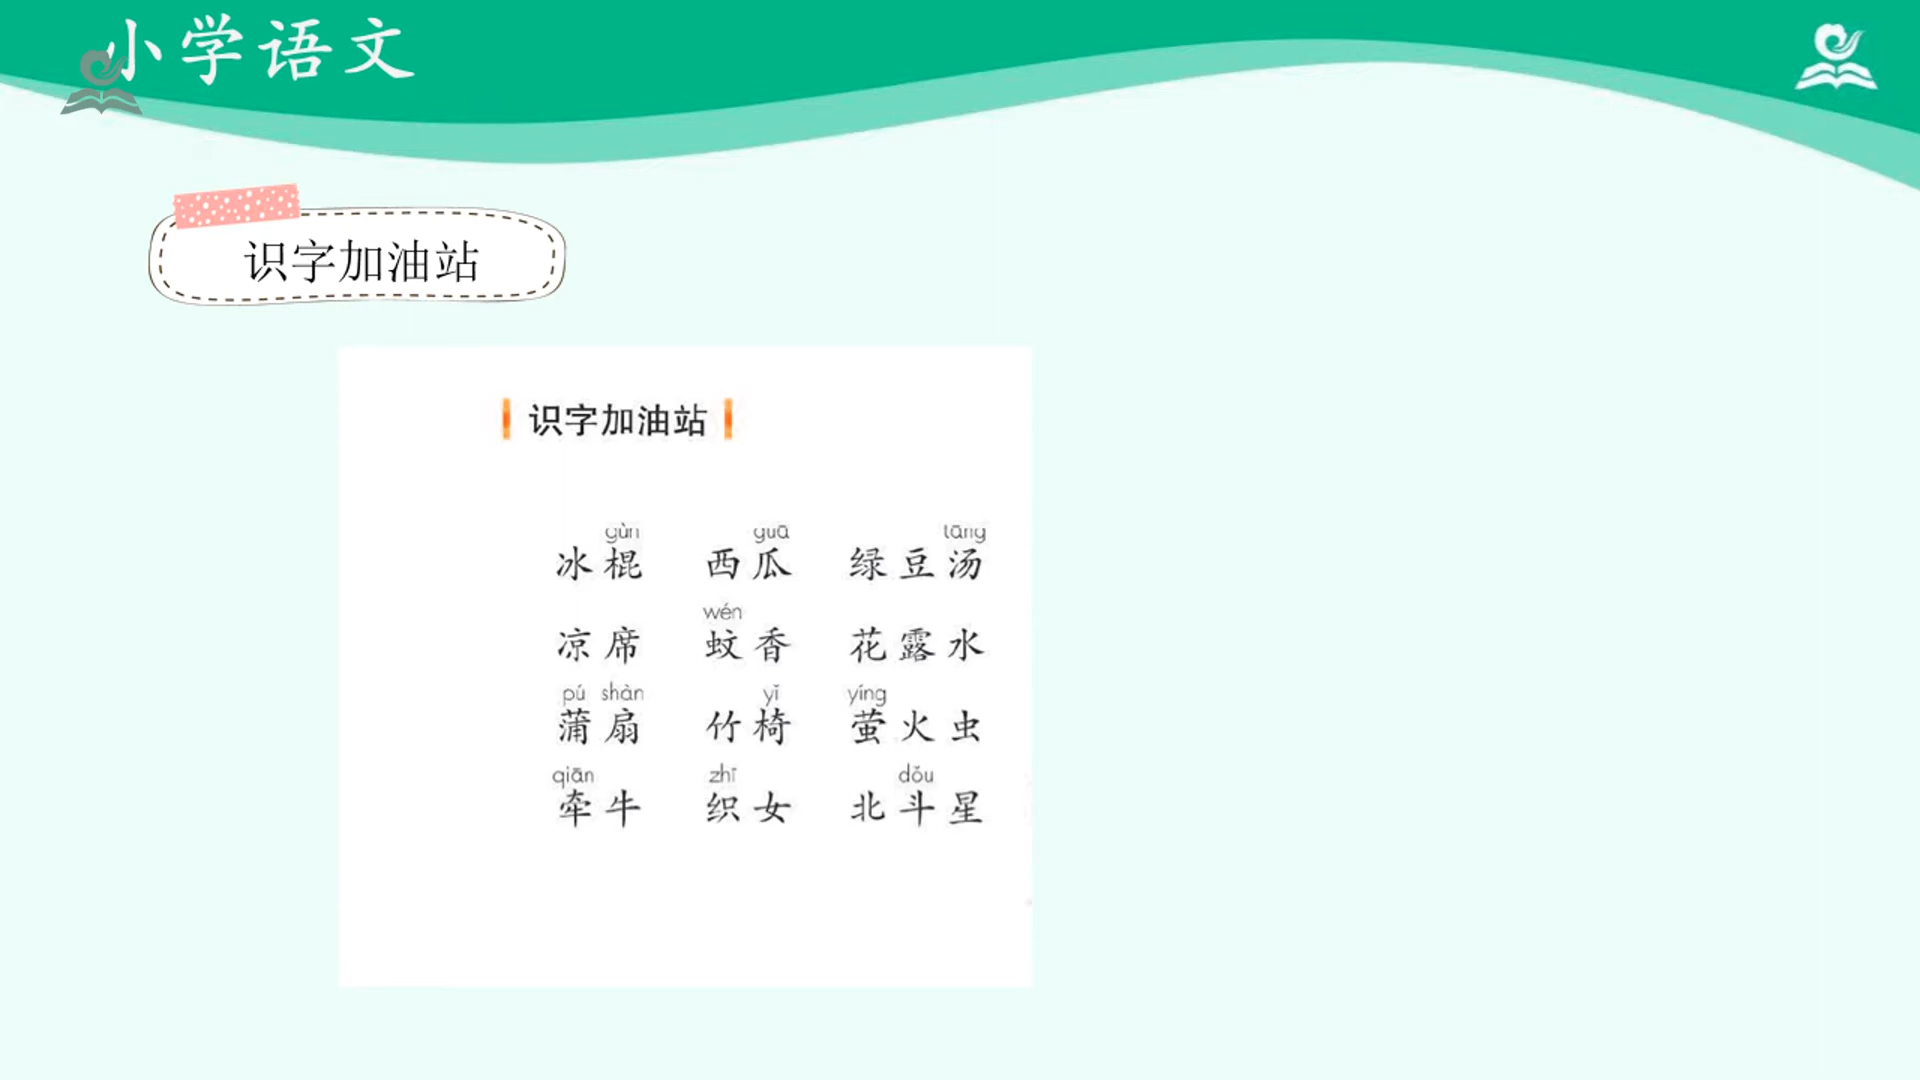 小学语文
识字加油站
识字加油站
gùn guā tāng
冰棍 西瓜 绿豆汤
wén
凉席 蚊香 花露水
pú shàn yǐ yíng
蒲扇 竹椅 萤火虫
qiān zhī dǒu
牵牛 织女 北斗星